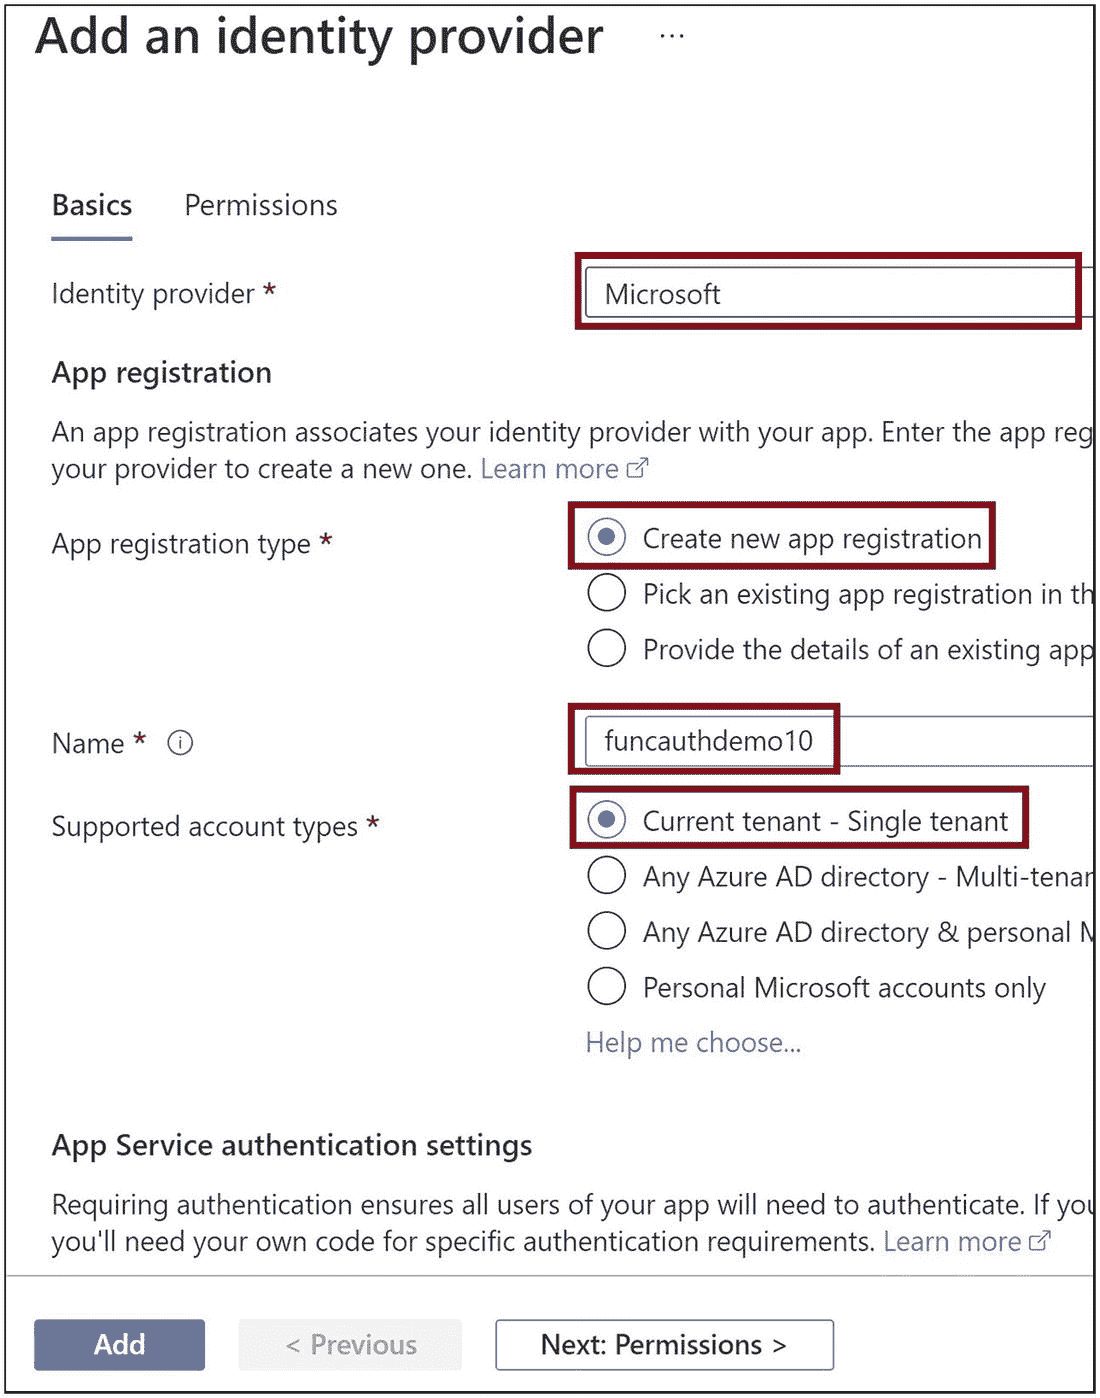 Add an identity provider ...
Basics Permissions
Identity provider * Microsoft
App registration
An app registration associates your identity provider with your app. Enter the app reg
your provider to create a new one. Learn more
App registration type * Create new app registration
Pick an existing app registration in th
Provide the details of an existing app
Name * funcauthdemo10
Supported account types * Current tenant - Single tenant
Any Azure AD directory - Multi-tenan
Any Azure AD directory & personal M
Personal Microsoft accounts only
Help me choose...
App Service authentication settings
Requiring authentication ensures all users of your app will need to authenticate. If you
you'll need your own code for specific authentication requirements. Learn more
Add < Previous Next: Permissions >